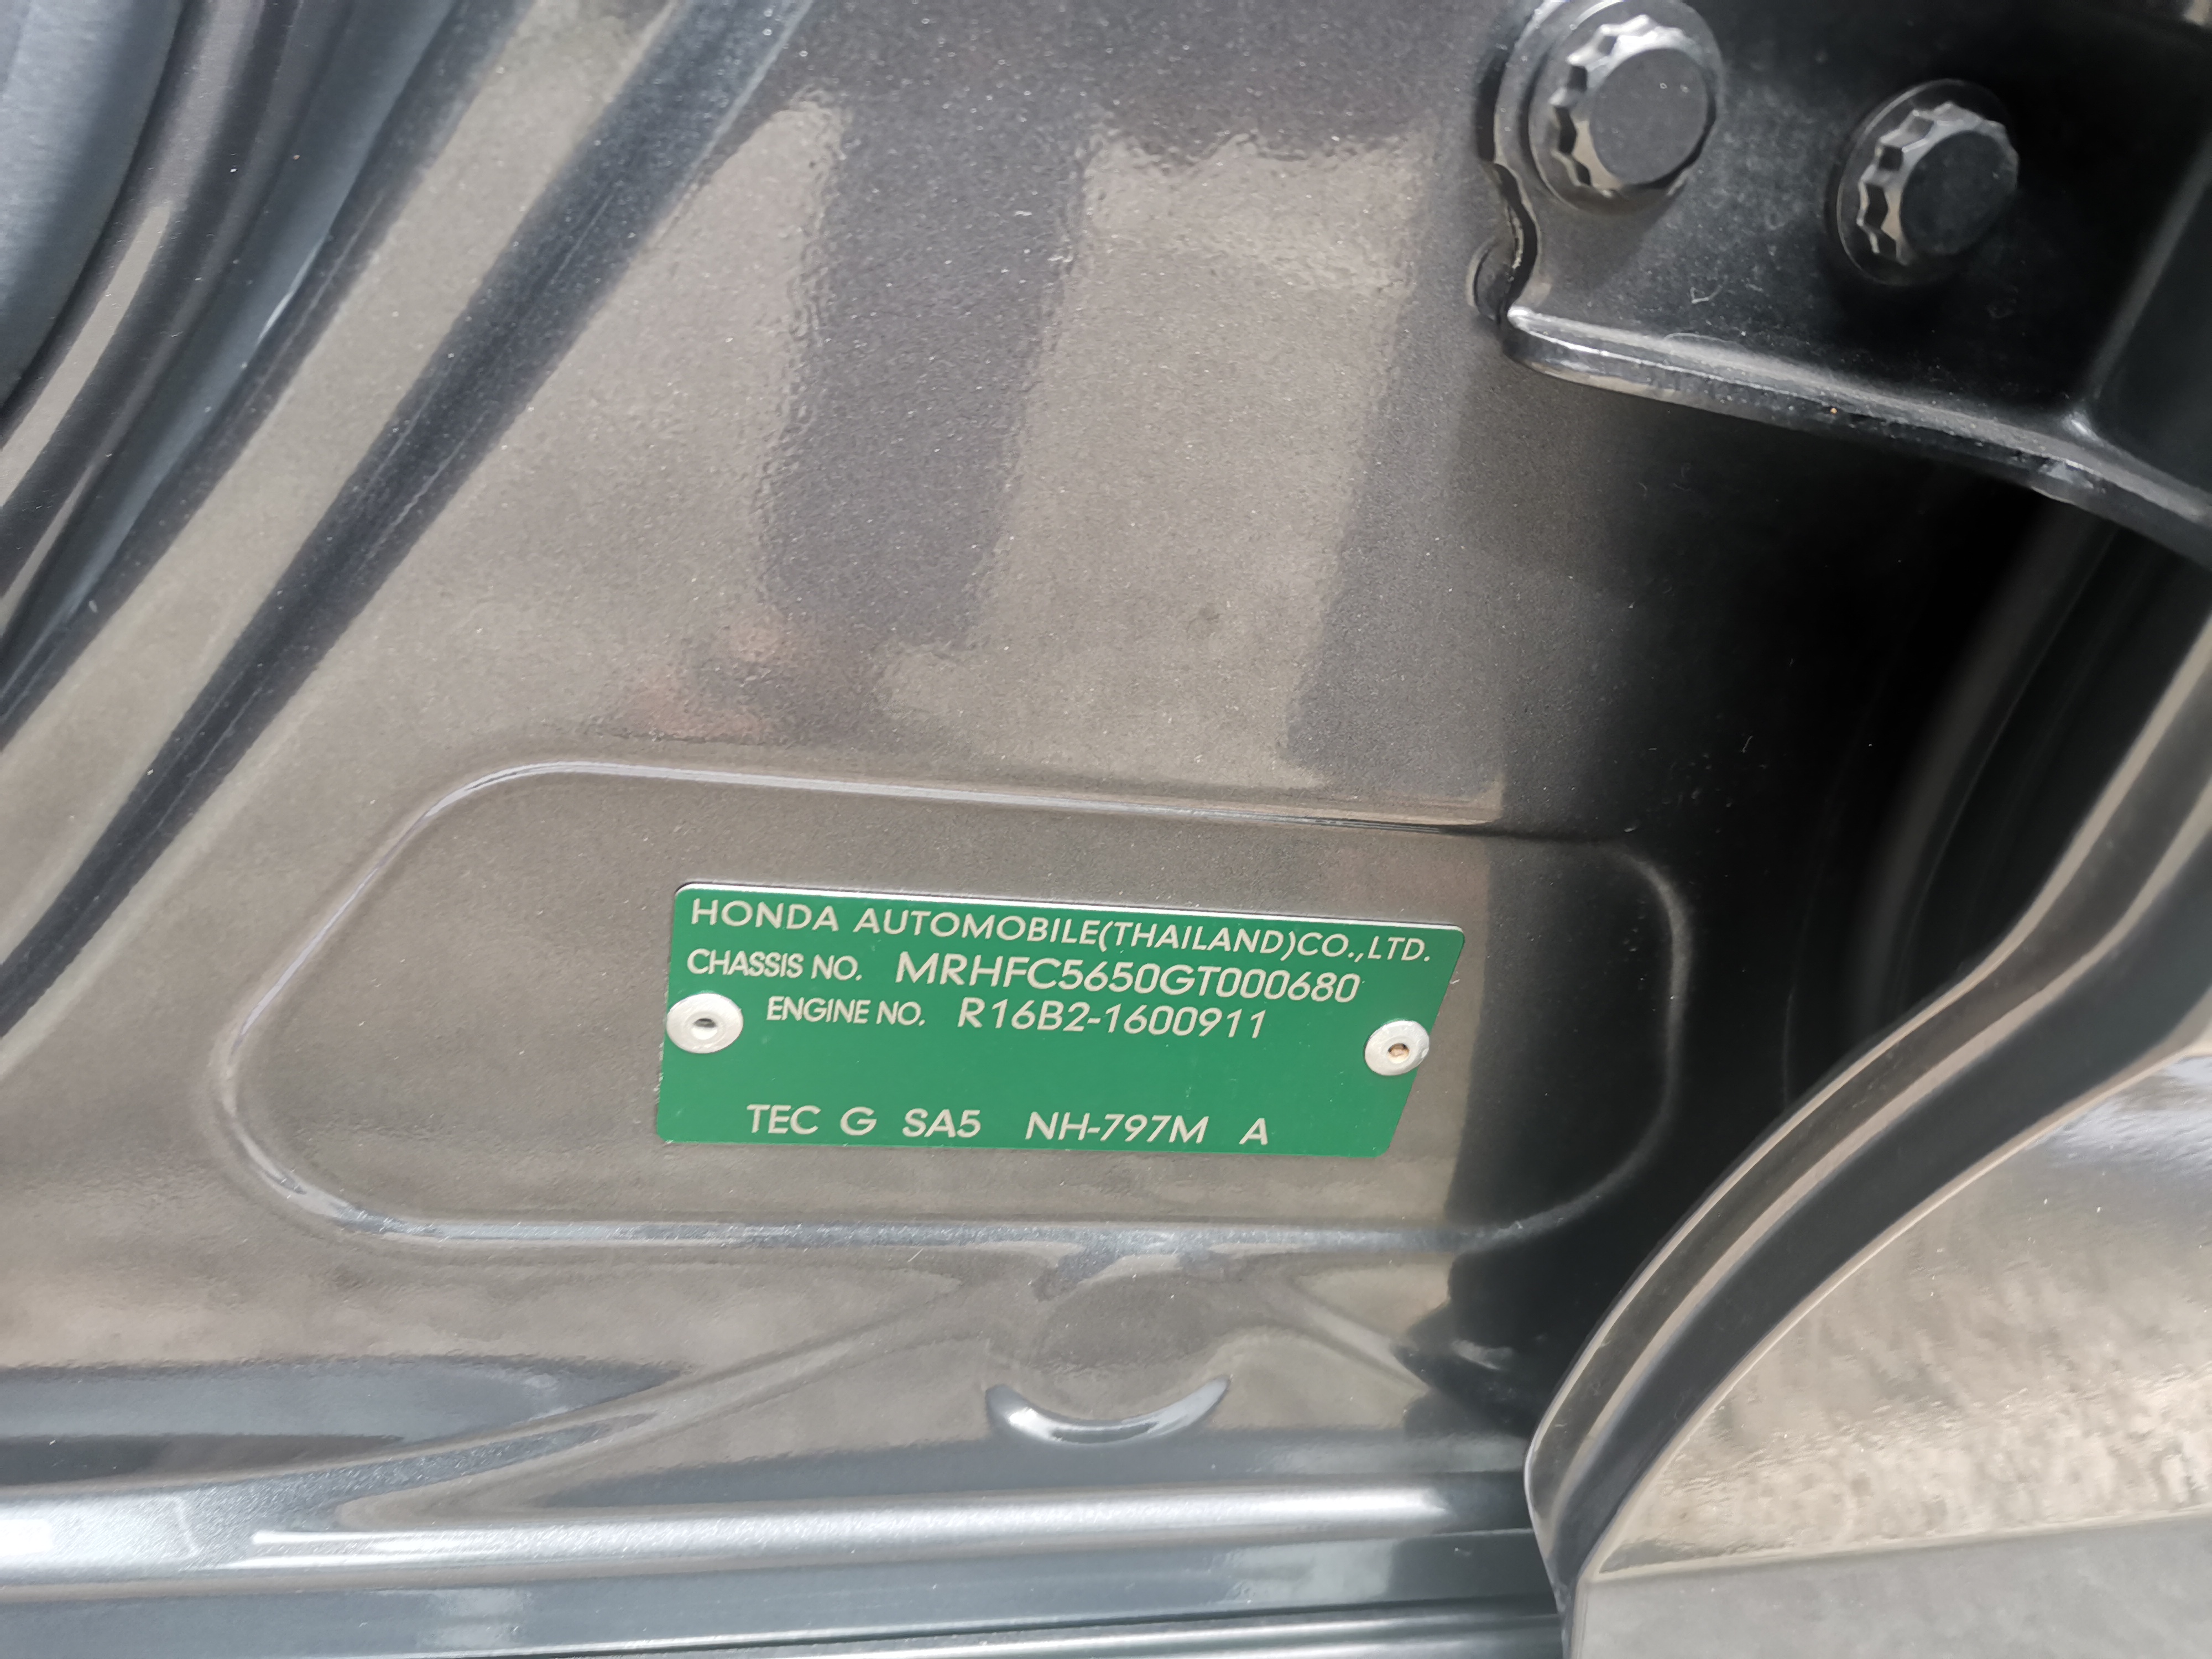 HONDA AUTOMOBILE(THAILAND)CO.,LTD.
CHASSIS NO. MRHFC5650GT000680
ENGINE NO. R16B2-1600911
TEC G SA5 NH-797M A